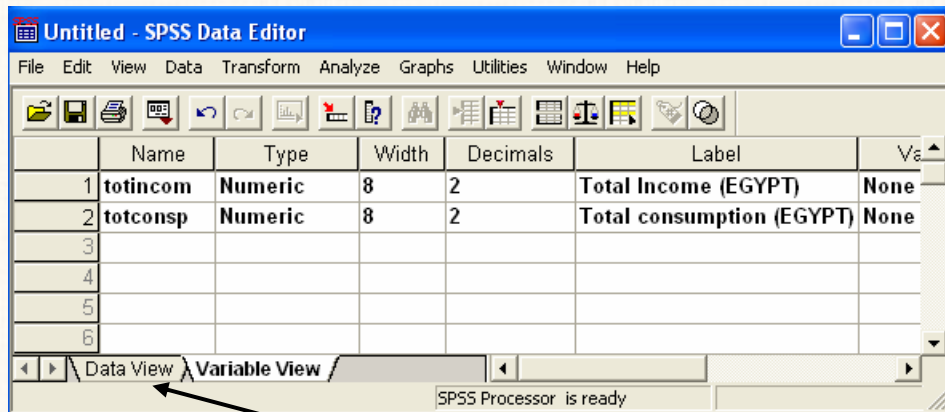 Untitled - SPSS Data Editor
File Edit View Data Transform Analyze Graphs Utilities Window Help
Name Type Width Decimals Label Va
1 totincom Numeric 8 2 Total Income (EGYPT) None
2 totconsp Numeric 8 2 Total consumption (EGYPT) None
3
4
5
6
Data View Variable View
SPSS Processor is ready